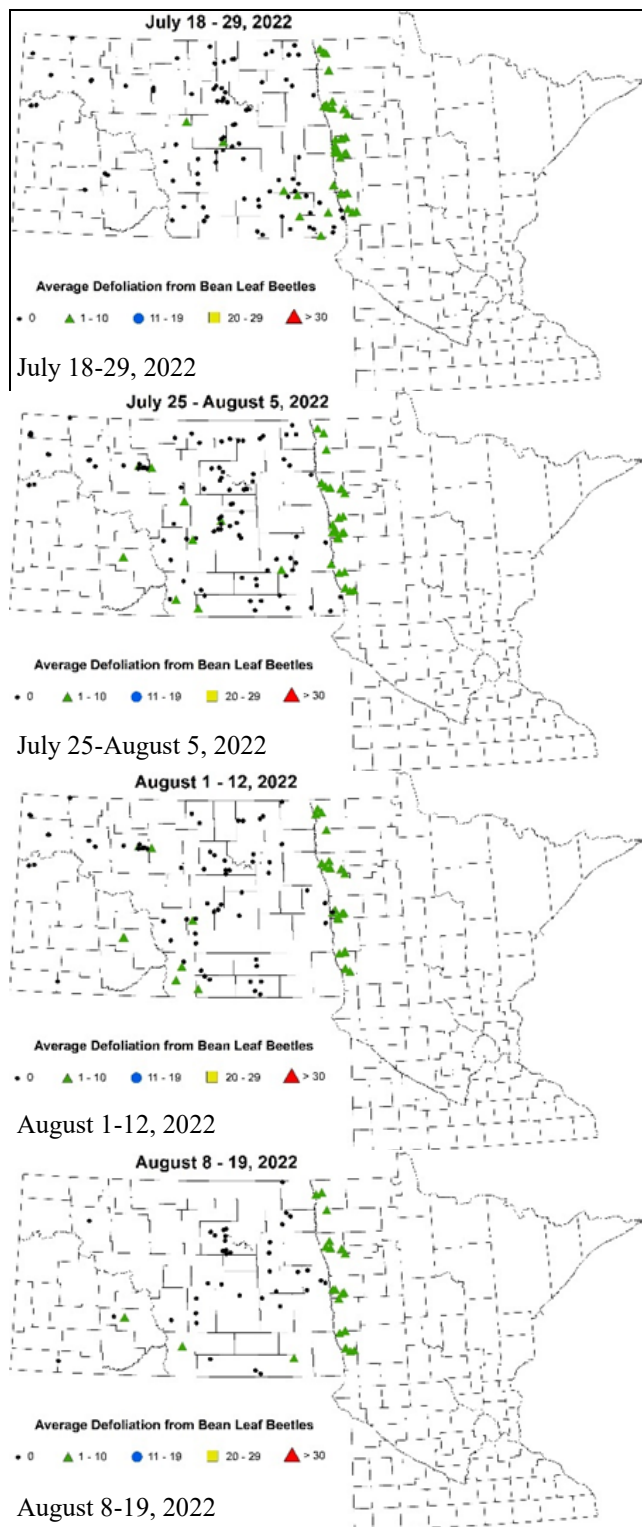 July 18 - 29, 2022
Average Defoliation from Bean Leaf Beetles
0 1 - 10 11 - 19 20 - 29 > 30
July 18-29, 2022
July 25 - August 5, 2022
Average Defoliation from Bean Leaf Beetles
0 1 - 10 11 - 19 20 - 29 > 30
July 25-August 5, 2022
August 1 - 12, 2022
Average Defoliation from Bean Leaf Beetles
0 1 - 10 11 - 19 20 - 29 > 30
August 1-12, 2022
August 8 - 19, 2022
Average Defoliation from Bean Leaf Beetles
0 1 - 10 11 - 19 20 - 29 > 30
August 8-19, 2022